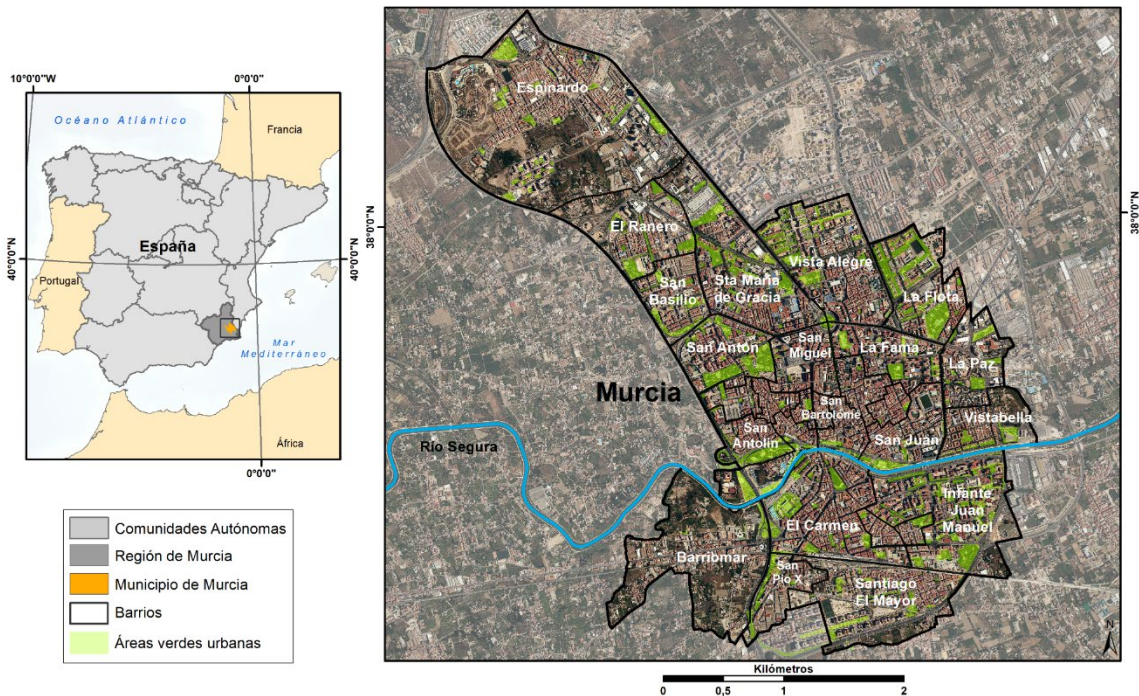 10°0'0"W
0°0'0"
Océano Atlántico
Francia
40°0'0"N
40°0'0"N
España
Portugal
Mar
Mediterráneo
África
0°0'0"
Comunidades Autónomas
Región de Murcia
Municipio de Murcia
Barrios
Áreas verdes urbanas
38°0'0"N
38°0'0"N
Espinardo
El Ranero
Vista Alegre
San
Basilio
Sta María
de Gracia
La Flota
San Antón
San
Miguel
La Fama
La Paz
Murcia
San
Bartolomé
Vistabella
San
Antolín
San Juan
Río Segura
Infante
Juan
Manuel
El Carmen
Barriomar
San
Pio X
Santiago
El Mayor
N
Kilómetros
0 0,5 1 2